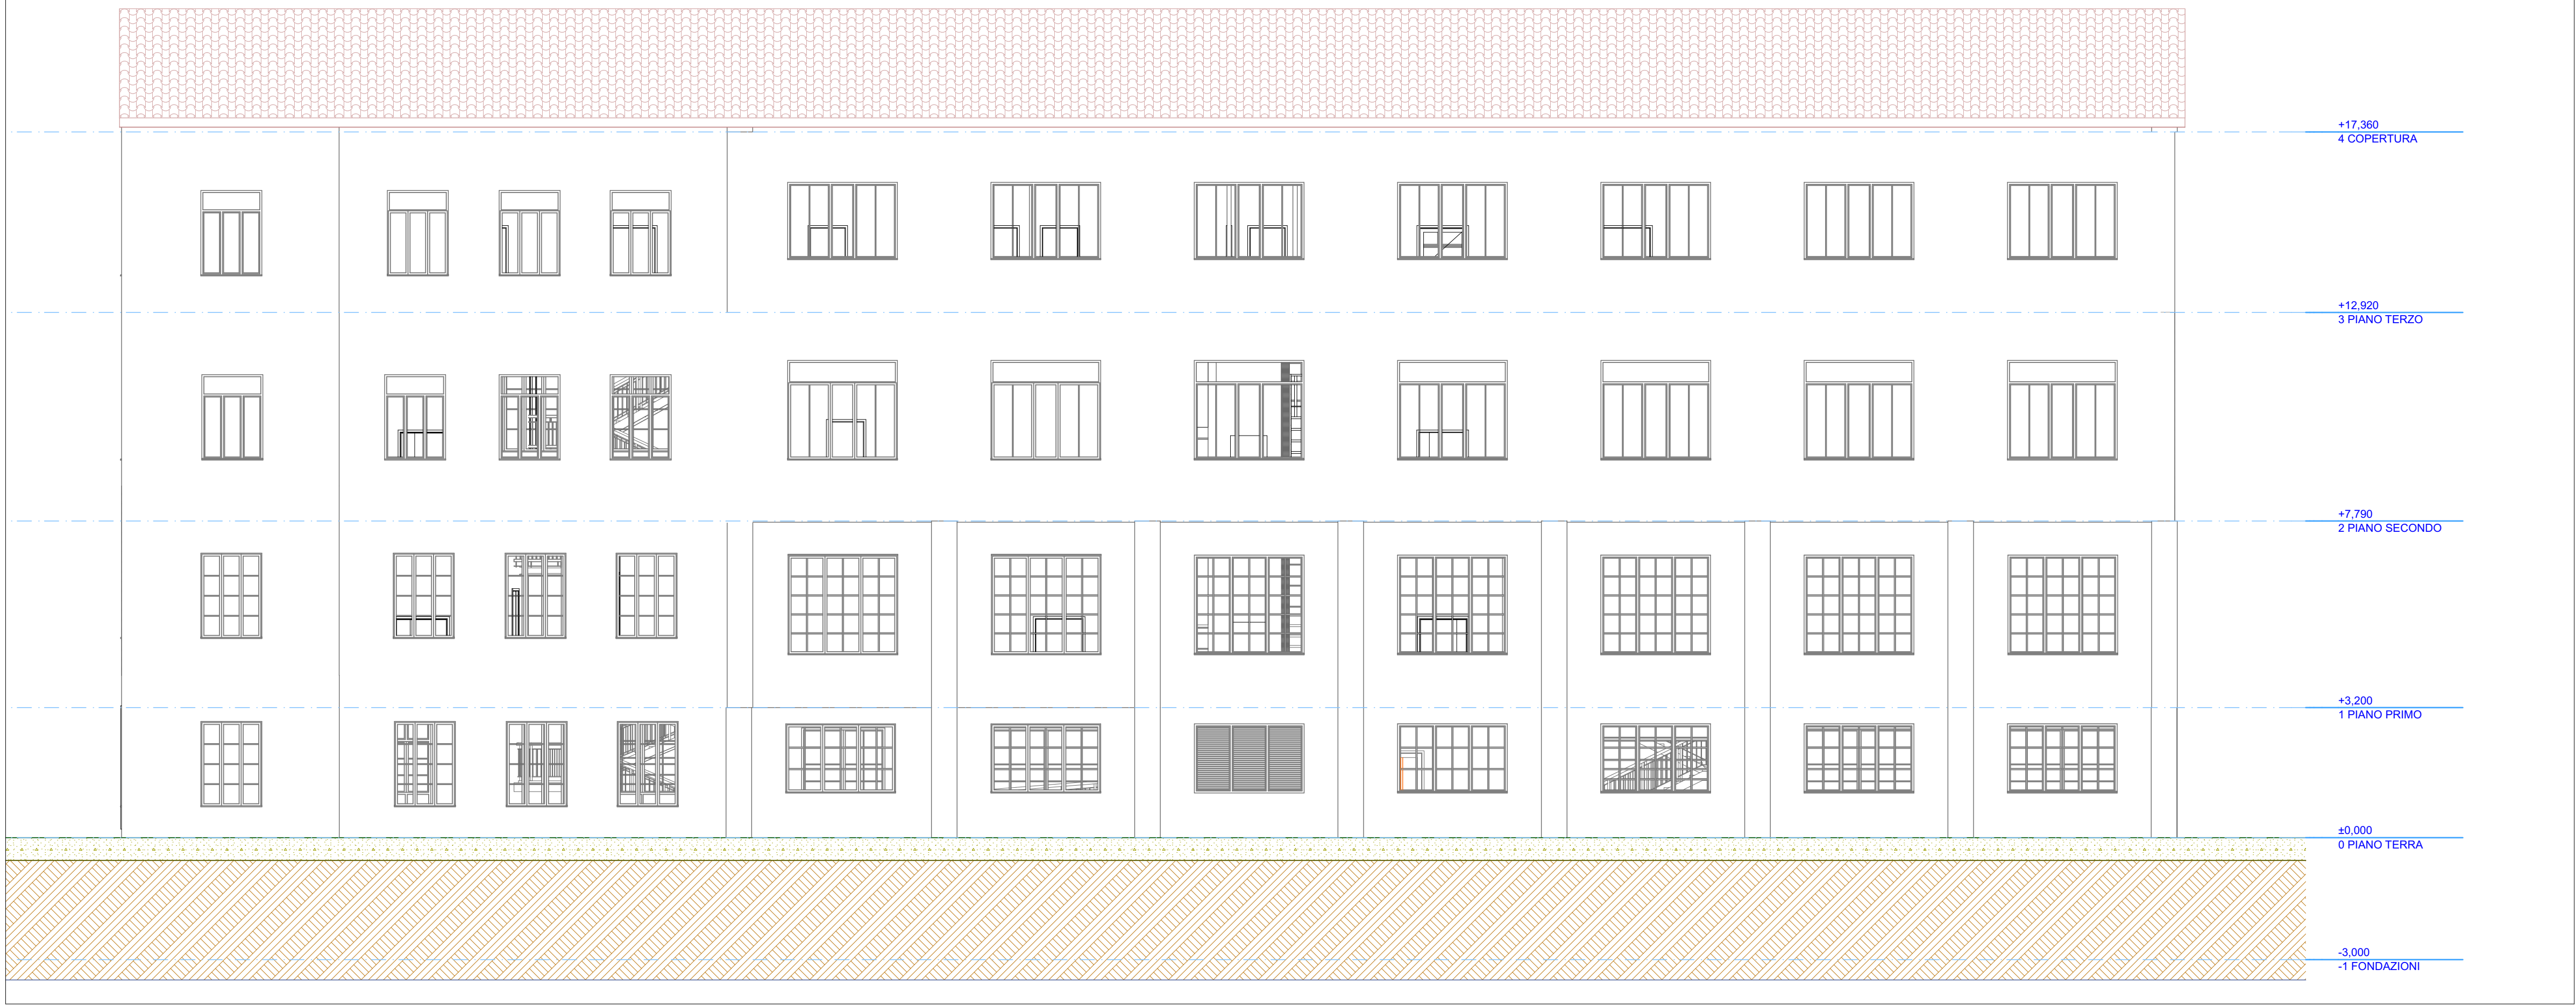 +17,360
4 COPERTURA
+12,920
3 PIANO TERZO
+7,790
2 PIANO SECONDO
+3,200
1 PIANO PRIMO
±0,000
0 PIANO TERRA
-3,000
-1 FONDAZIONI